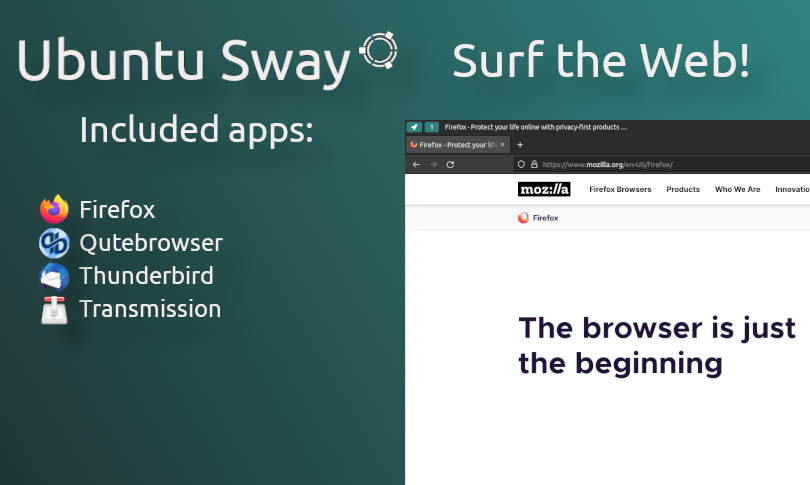 Ubuntu Sway
Surf the Web!
Included apps:
Firefox
Qutebrowser
Thunderbird
Transmission
1 Firefox - Protect your life online with privacy-first products ...
Firefox - Protect your life × +
https://www.mozilla.org/en-US/firefox/
moz://a Firefox Browsers Products Who We Are Innovatio
Firefox
The browser is just
the beginning